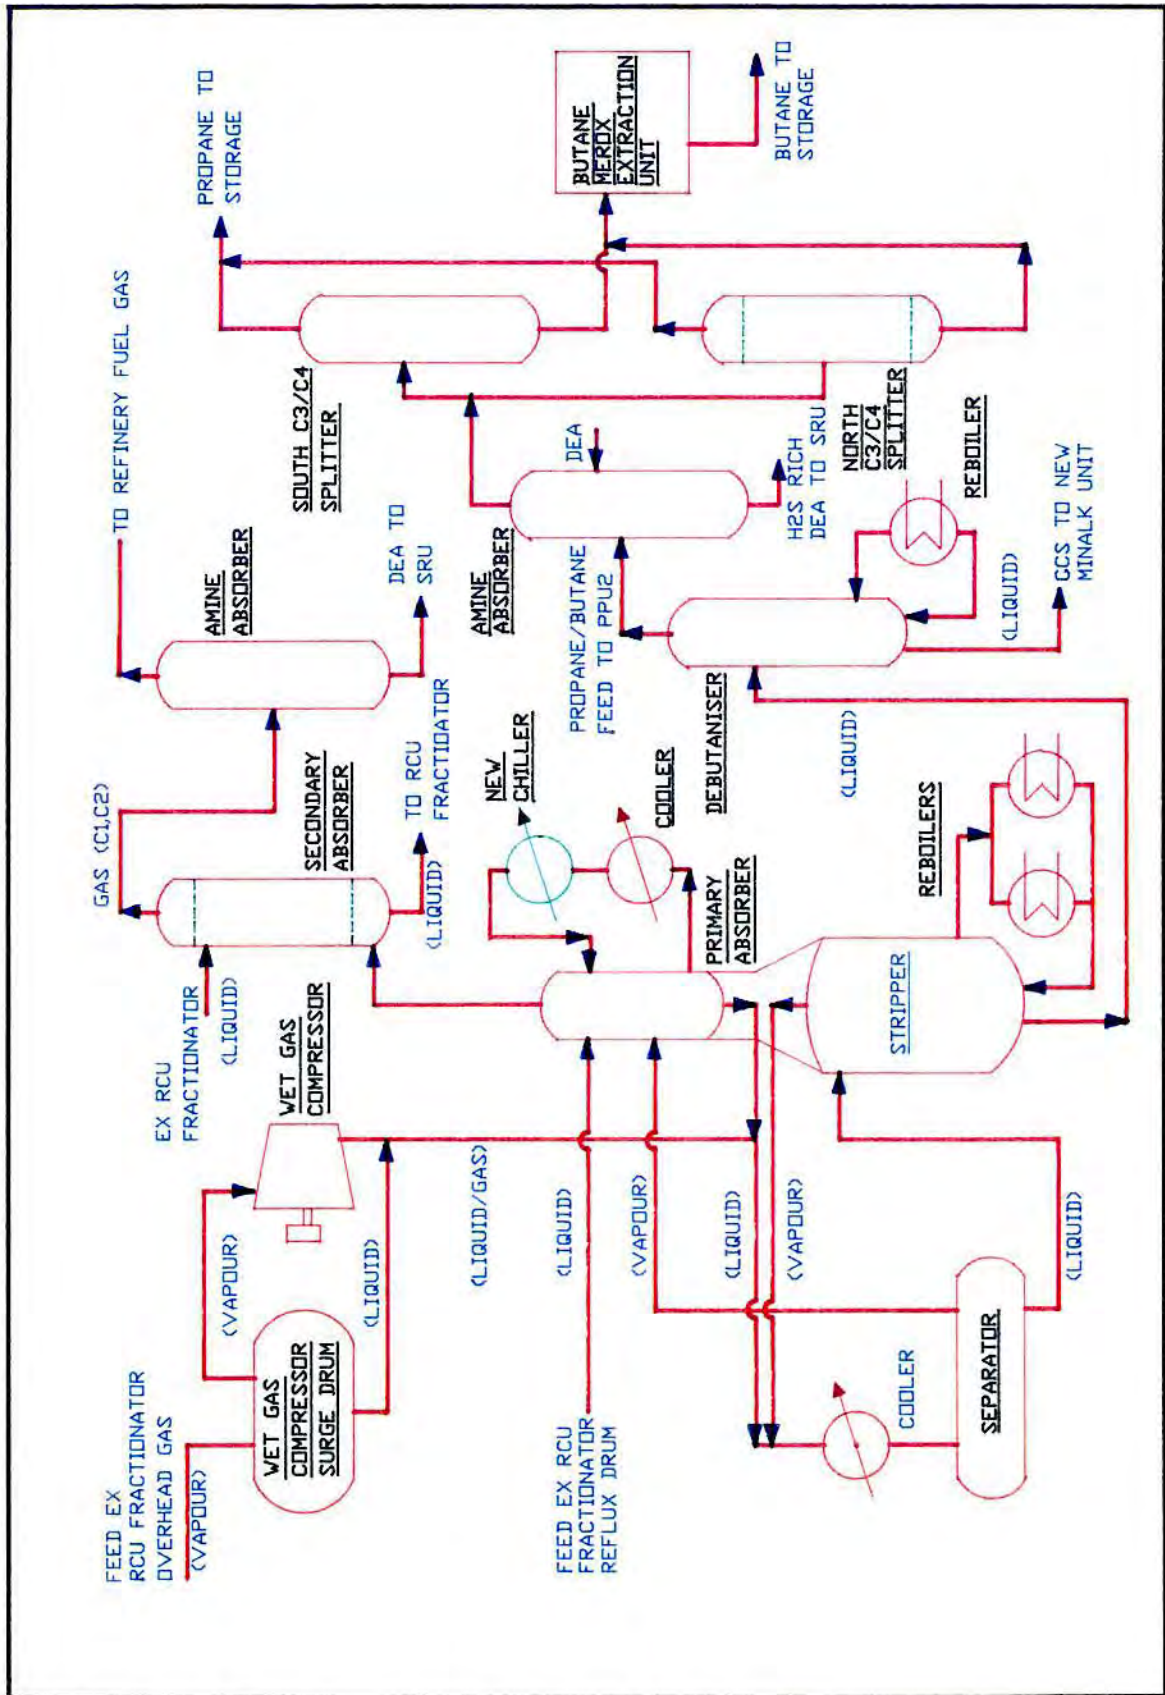 FEED EX
RCU FRACTIONATOR
OVERHEAD GAS
(VAPOUR)
WET GAS
COMPRESSOR
SURGE DRUM
(VAPOUR)
(LIQUID)
WET GAS
COMPRESSOR
(LIQUID/GAS)
EX RCU
FRACTIONATOR
(LIQUID)
GAS (C1,C2)
SECONDARY
ABSORBER
(LIQUID)
TO RCU
FRACTIDATOR
AMINE
ABSORBER
TO REFINERY FUEL GAS
DEA TO
SRU
FEED EX RCU
FRACTIONATOR
REFLUX DRUM
(LIQUID)
(VAPOUR)
(LIQUID)
(VAPOUR)
COOLER
SEPARATOR
(LIQUID)
NEW
CHILLER
COOLER
PRIMARY
ABSORBER
STRIPPER
REBOILERS
(LIQUID)
DEBUTANISER
PROPANE/BUTANE
FEED TO PPU2
AMINE
ABSORBER
DEA
H2S RICH
DEA TO SRU
REBOILER
(LIQUID)
CCS TO NEW
MINALK UNIT
SOUTH C3/C4
SPLITTER
NORTH
C3/C4
SPLITTER
PROPANE TO
STORAGE
BUTANE
MEROX
EXTRACTION
UNIT
BUTANE TO
STORAGE